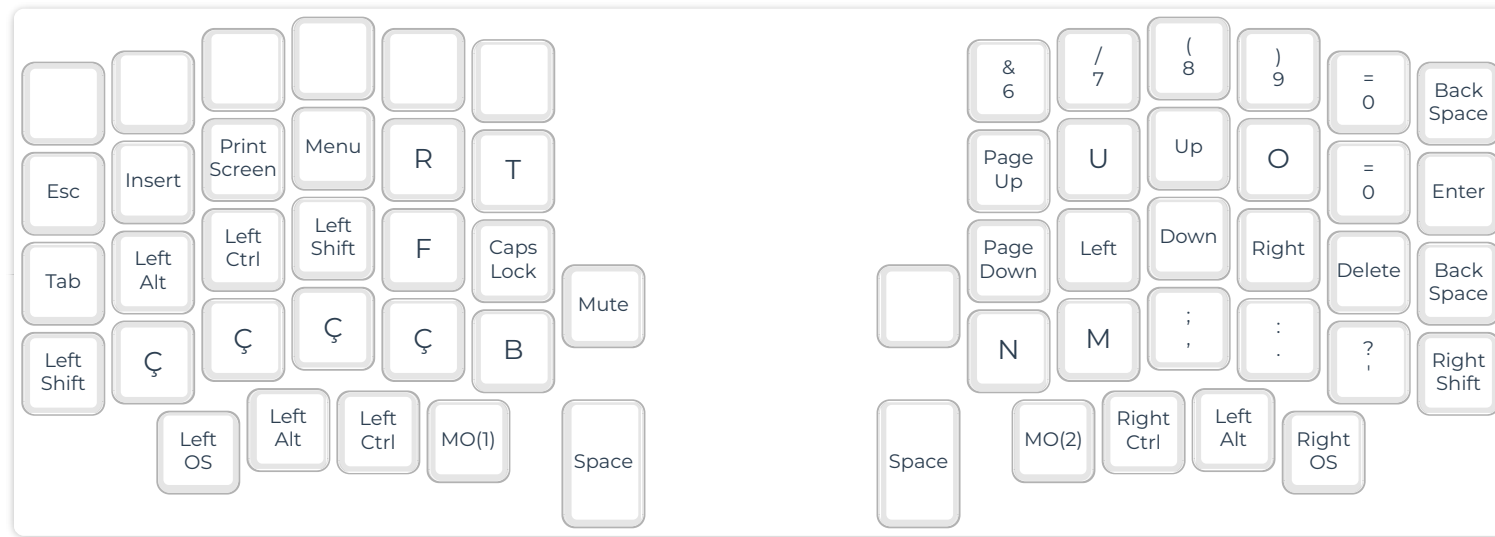 &
6
/
7
(
8
)
9
=
0
Back
Space
Esc
Insert
Print
Screen
Menu
R
T
Page
Up
U
Up
O
=
0
Enter
Tab
Left
Alt
Left
Ctrl
Left
Shift
F
Caps
Lock
Mute
Page
Down
Left
Down
Right
Delete
Back
Space
Left
Shift
Ç
Ç
Ç
Ç
B
N
M
;
,
:
.
?
'
Right
Shift
Left
OS
Left
Alt
Left
Ctrl
MO(1)
Space
Space
MO(2)
Right
Ctrl
Left
Alt
Right
OS